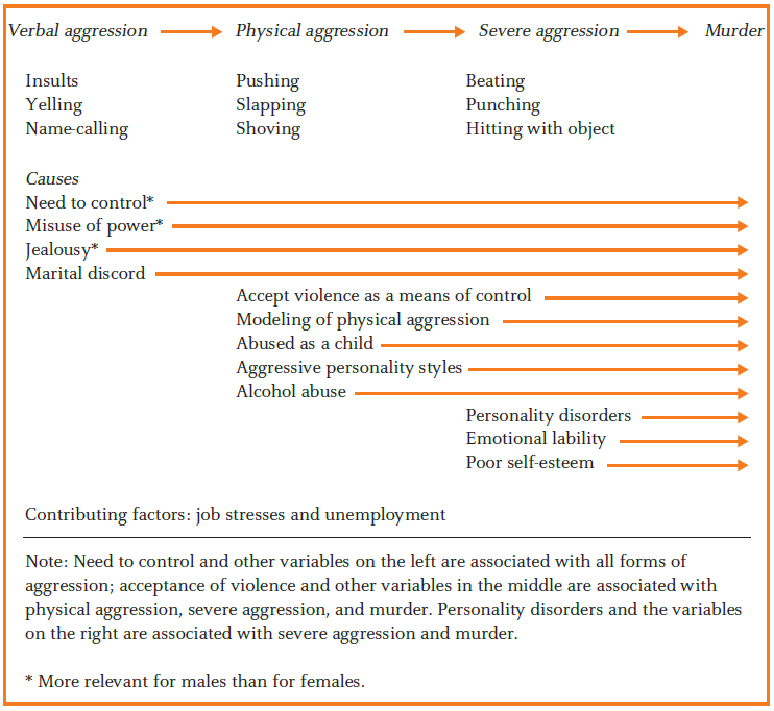 Verbal aggression Physical aggression Severe aggression Murder
Insults Pushing Beating
Yelling Slapping Punching
Name-calling Shoving Hitting with object
Causes
Need to control*
Misuse of power*
Jealousy*
Marital discord
Accept violence as a means of control
Modeling of physical aggression
Abused as a child
Aggressive personality styles
Alcohol abuse
Personality disorders
Emotional lability
Poor self-esteem
Contributing factors: job stresses and unemployment
Note: Need to control and other variables on the left are associated with all forms of
aggression; acceptance of violence and other variables in the middle are associated with
physical aggression, severe aggression, and murder. Personality disorders and the variables
on the right are associated with severe aggression and murder.
* More relevant for males than for females.